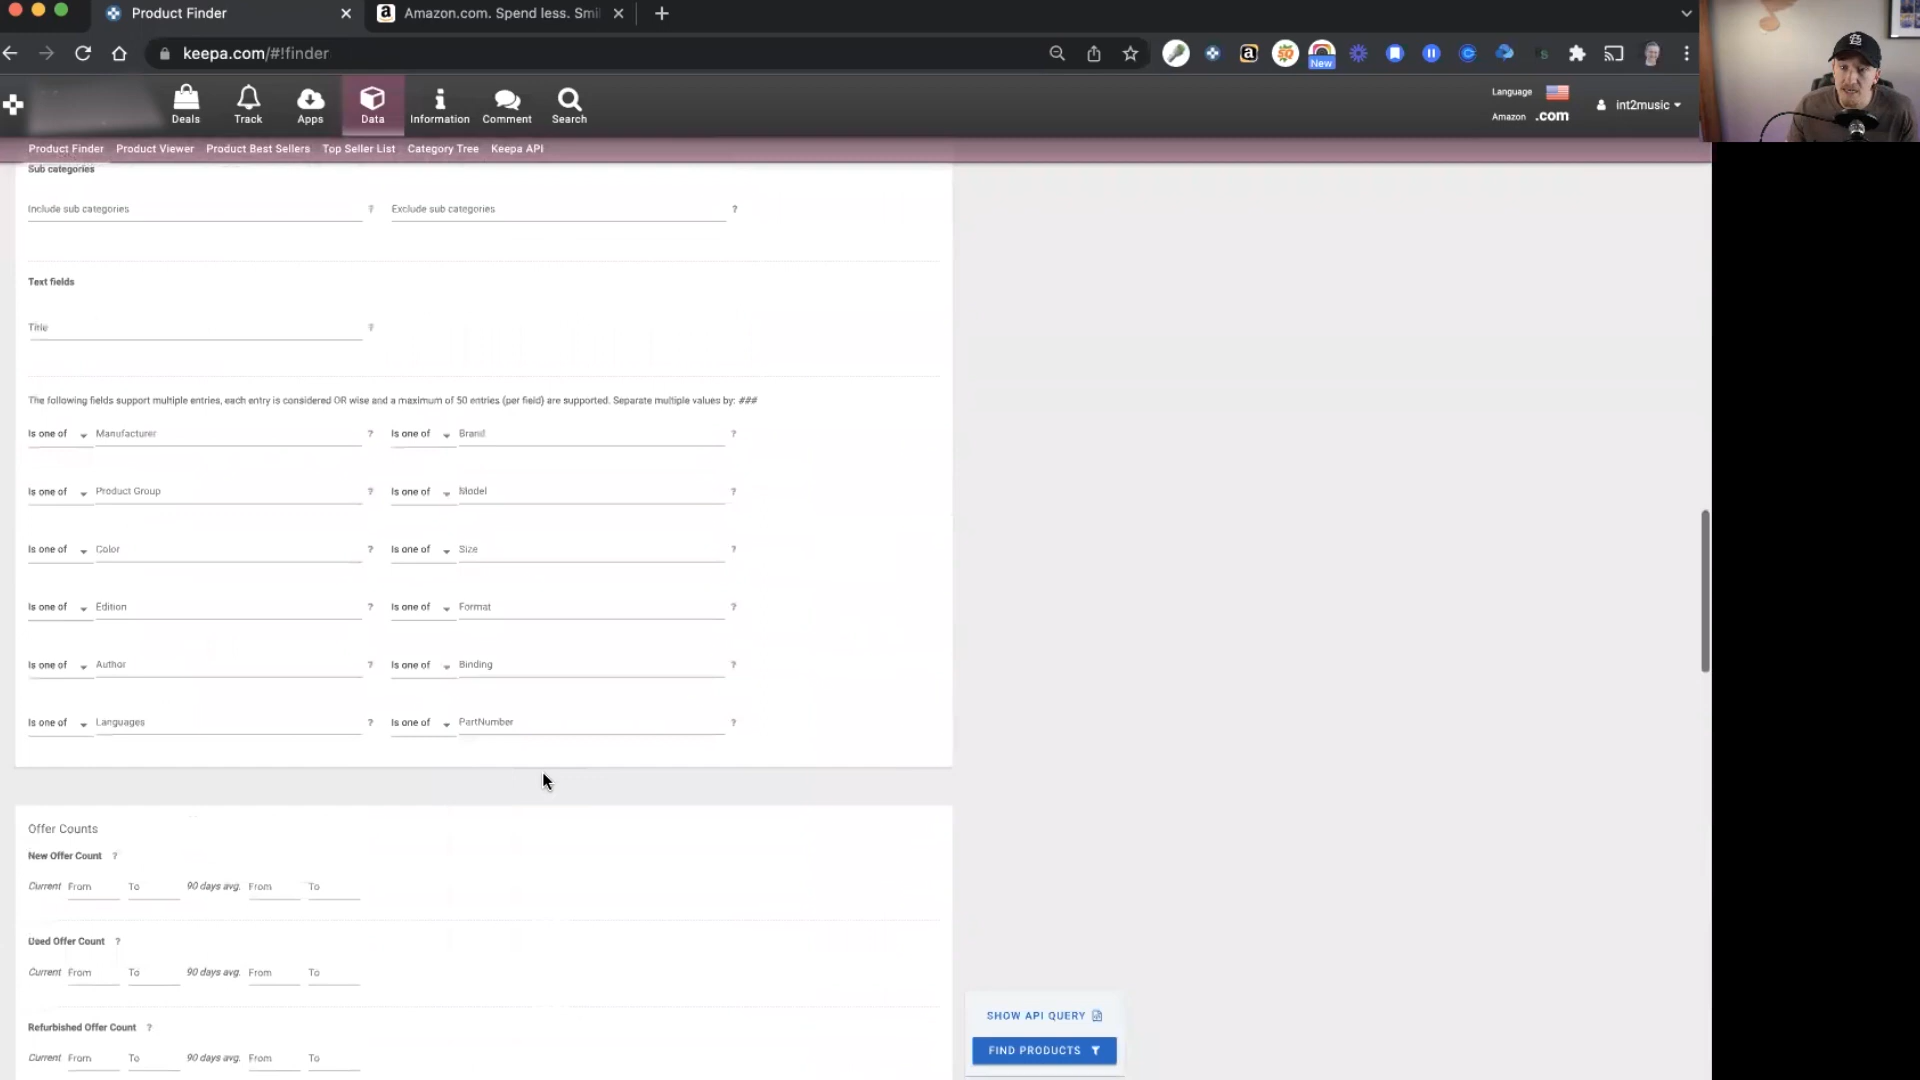 Product Finder
Amazon.com. Spend less. Smi
keepa.com/#!finder
New
Deals
Track
Apps
Data
Information
Comment
Search
Language
Amazon .com
int2music
Product Finder Product Viewer Product Best Sellers Top Seller List Category Tree Keepa API
Sub categories
Include sub categories ? Exclude sub categories ?
Text fields
Title ?
The following fields support multiple entries, each entry is considered OR wise and a maximum of 50 entries (per field) are supported. Separate multiple values by: ###
Is one of Manufacturer ? Is one of Brand ?
Is one of Product Group ? Is one of Model ?
Is one of Color ? Is one of Size ?
Is one of Edition ? Is one of Format ?
Is one of Author ? Is one of Binding ?
Is one of Languages ? Is one of PartNumber ?
Offer Counts
New Offer Count ?
Current From To 90 days avg. From To
Used Offer Count ?
Current From To 90 days avg. From To
Refurbished Offer Count ?
Current From To 90 days avg. From To
SHOW API QUERY
FIND PRODUCTS